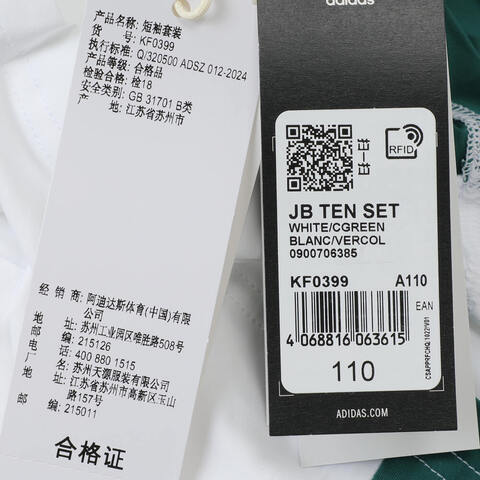 产品名称: 短袖套装
货 号: KF0399
执行标准: Q/320500 ADSZ 012-2024
产品等级: 合格品
检验合格: 检18
安全类别: GB 31701 B类
产 地: 江苏省苏州市
经 销 商: 阿迪达斯体育(中国)有限公司
地 址: 苏州工业园区唯胜路508号
邮 编: 215126
电 话: 400 880 1515
厂 名: 苏州天源服装有限公司
地 址: 江苏省苏州市高新区玉山路157号
邮 编: 215011
合格证
adidas
RFID
JB TEN SET
WHITE/CGREEN
BLANC/VERCOL
0900706385
KF0399 A110
EAN
4 068816 063615
110
ADIDAS.COM